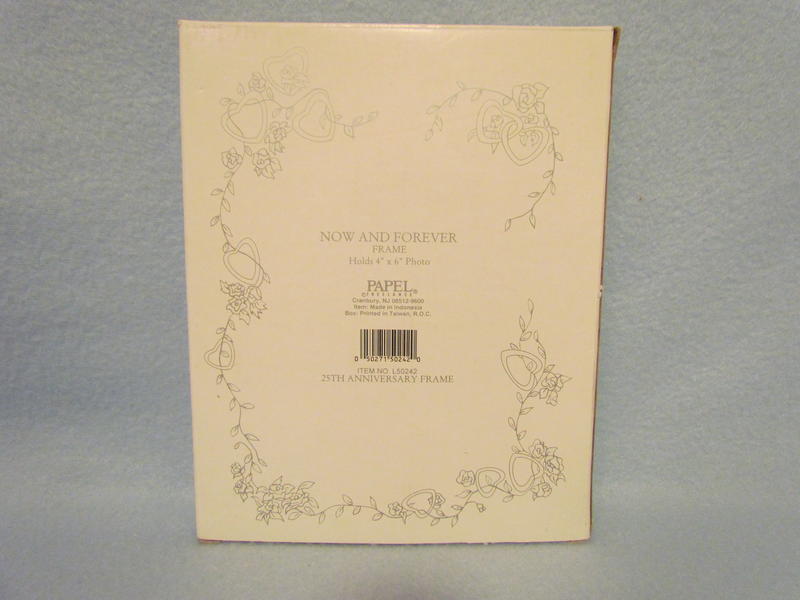 NOW AND FOREVER
FRAME
Holds 4" x 6" Photo
PAPEL®
©FREELANCE
Cranbury, NJ 08512-9600
Item: Made in Indonesia
Box: Printed in Taiwan, R.O.C.
0 50271 50242 0
ITEM NO. L50242
25TH ANNIVERSARY FRAME